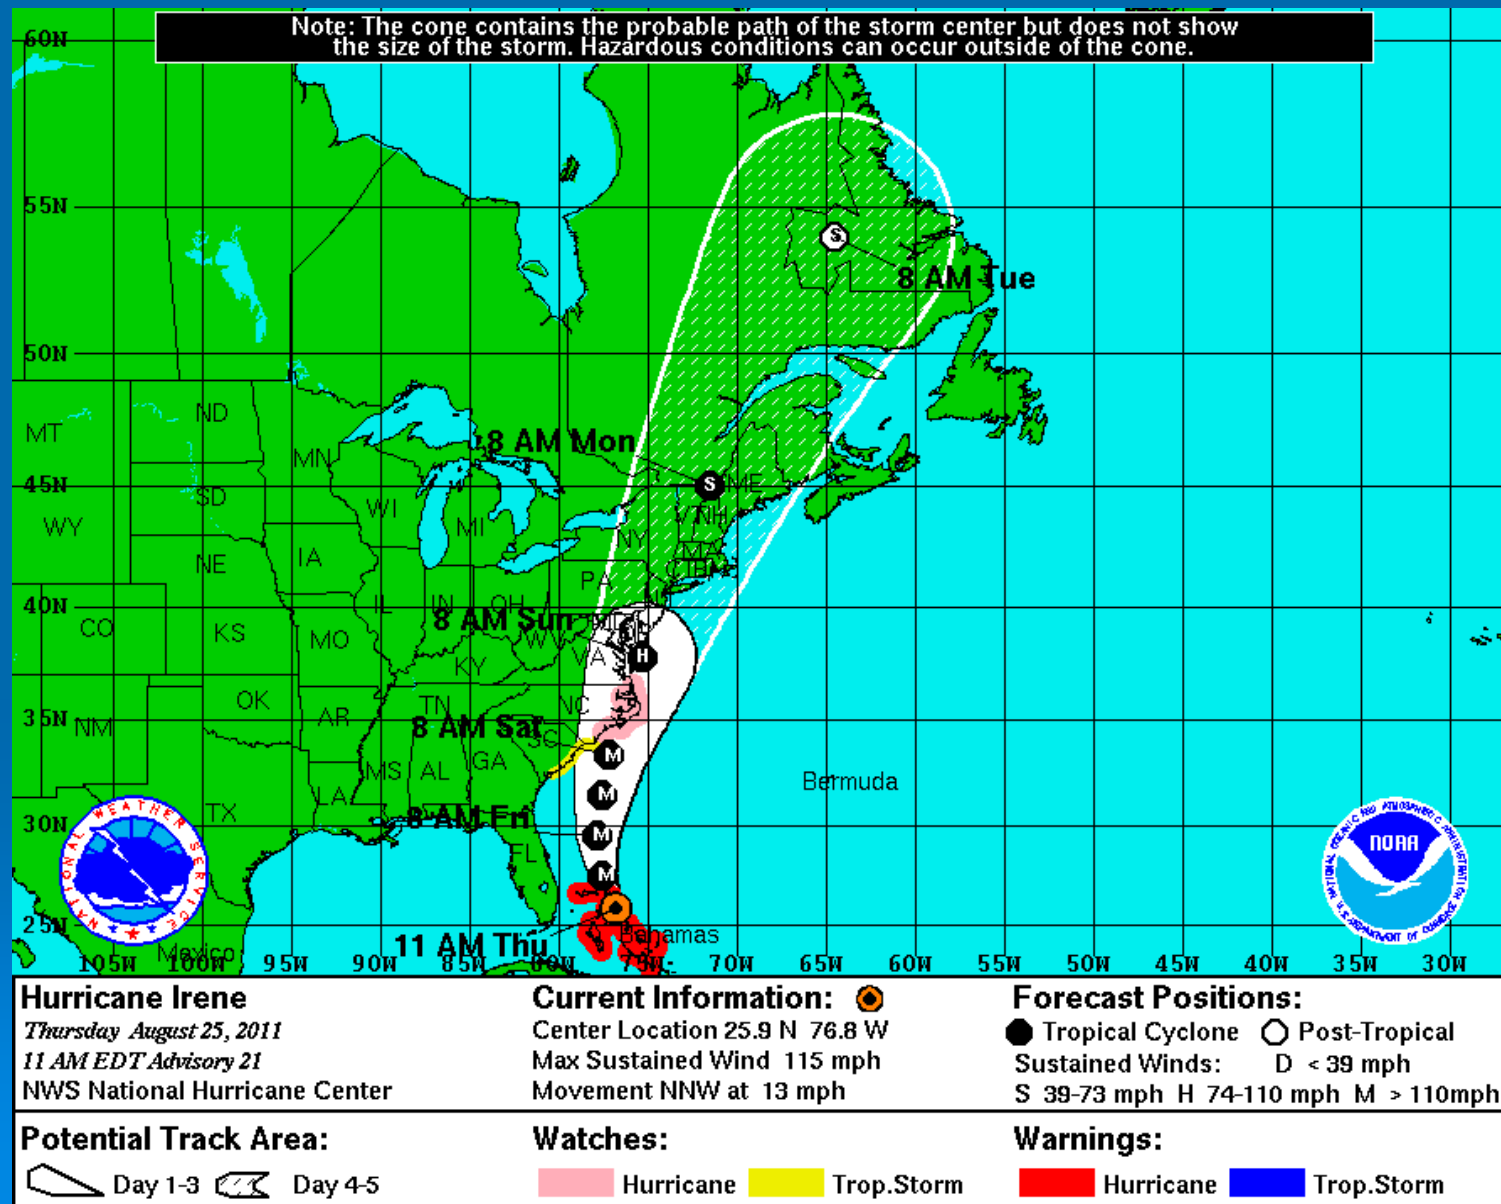 Note: The cone contains the probable path of the storm center but does not show
the size of the storm. Hazardous conditions can occur outside of the cone.
60N
55N
8 AM Tue
S
50N
ND
MT
8 AM Mon
MN
S
ME
45N
SD
WI
WY
MI
VT
NH
NY
MA
IA
NE
PA
CT
40N
IL
IN
OH
8 AM Sun
CO
KS
MO
WV
VA
H
KY
OK
TN
NC
35N
NM
AR
8 AM Sat
SC
M
GA
MS
AL
Bermuda
LA
M
TX
30N
8 AM Fri
M
FL
M
25N
11 AM Thu
Bahamas
Mexico
105W 100W 95W 90W 85W 80W 75W 70W 65W 60W 55W 50W 45W 40W 35W 30W
NATIONAL WEATHER SERVICE
NOAA
Hurricane Irene
Thursday August 25, 2011
11 AM EDT Advisory 21
NWS National Hurricane Center
Current Information:
Center Location 25.9 N 76.8 W
Max Sustained Wind 115 mph
Movement NNW at 13 mph
Forecast Positions:
Tropical Cyclone Post-Tropical
Sustained Winds: D < 39 mph
S 39-73 mph H 74-110 mph M > 110mph
Potential Track Area:
Day 1-3 Day 4-5
Watches:
Hurricane Trop.Storm
Warnings:
Hurricane Trop.Storm